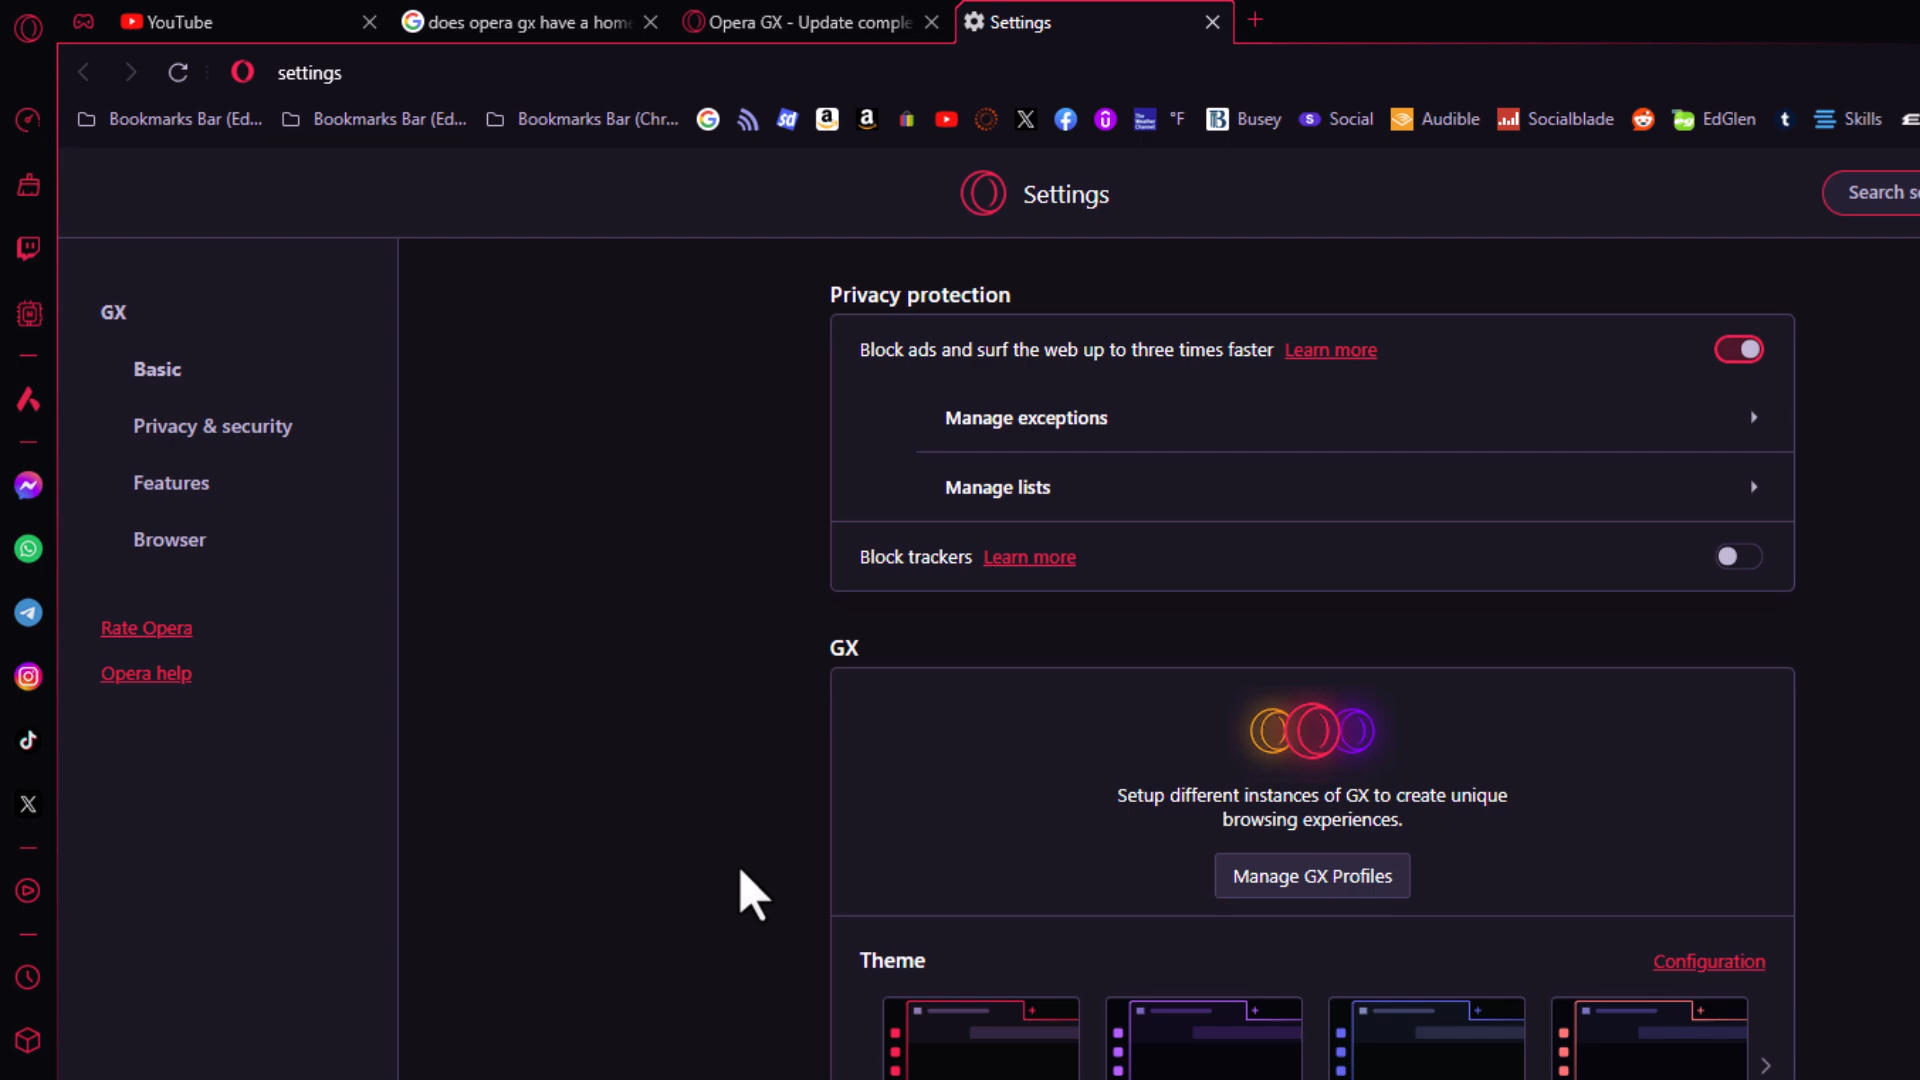 YouTube
does opera gx have a hom
Opera GX - Update comple
Settings
settings
Bookmarks Bar (Ed...
Bookmarks Bar (Ed...
Bookmarks Bar (Chr...
°F
Busey
Social
Audible
Socialblade
EdGlen
Skills
Settings
Search s
GX
Basic
Privacy & security
Features
Browser
Rate Opera
Opera help
Privacy protection
Block ads and surf the web up to three times faster Learn more
Manage exceptions
Manage lists
Block trackers Learn more
GX
Setup different instances of GX to create unique
browsing experiences.
Manage GX Profiles
Theme
Configuration